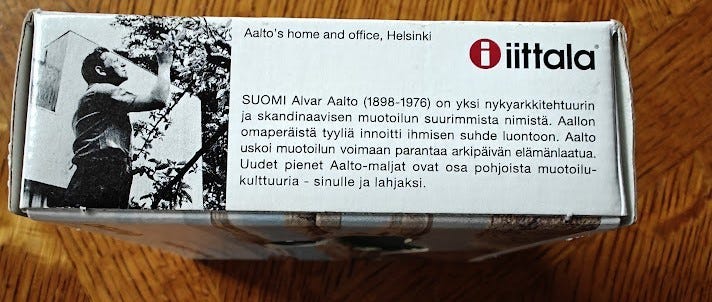 Aalto's home and office, Helsinki
iittala
SUOMI Alvar Aalto (1898-1976) on yksi nykyarkkitehtuurin
ja skandinaavisen muotoilun suurimmista nimistä. Aallon
omaperäistä tyyliä innoitti ihmisen suhde luontoon. Aalto
uskoi muotoilun voimaan parantaa arkipäivän elämänlaatua.
Uudet pienet Aalto-maljat ovat osa pohjoista muotoilu-
kulttuuria - sinulle ja lahjaksi.